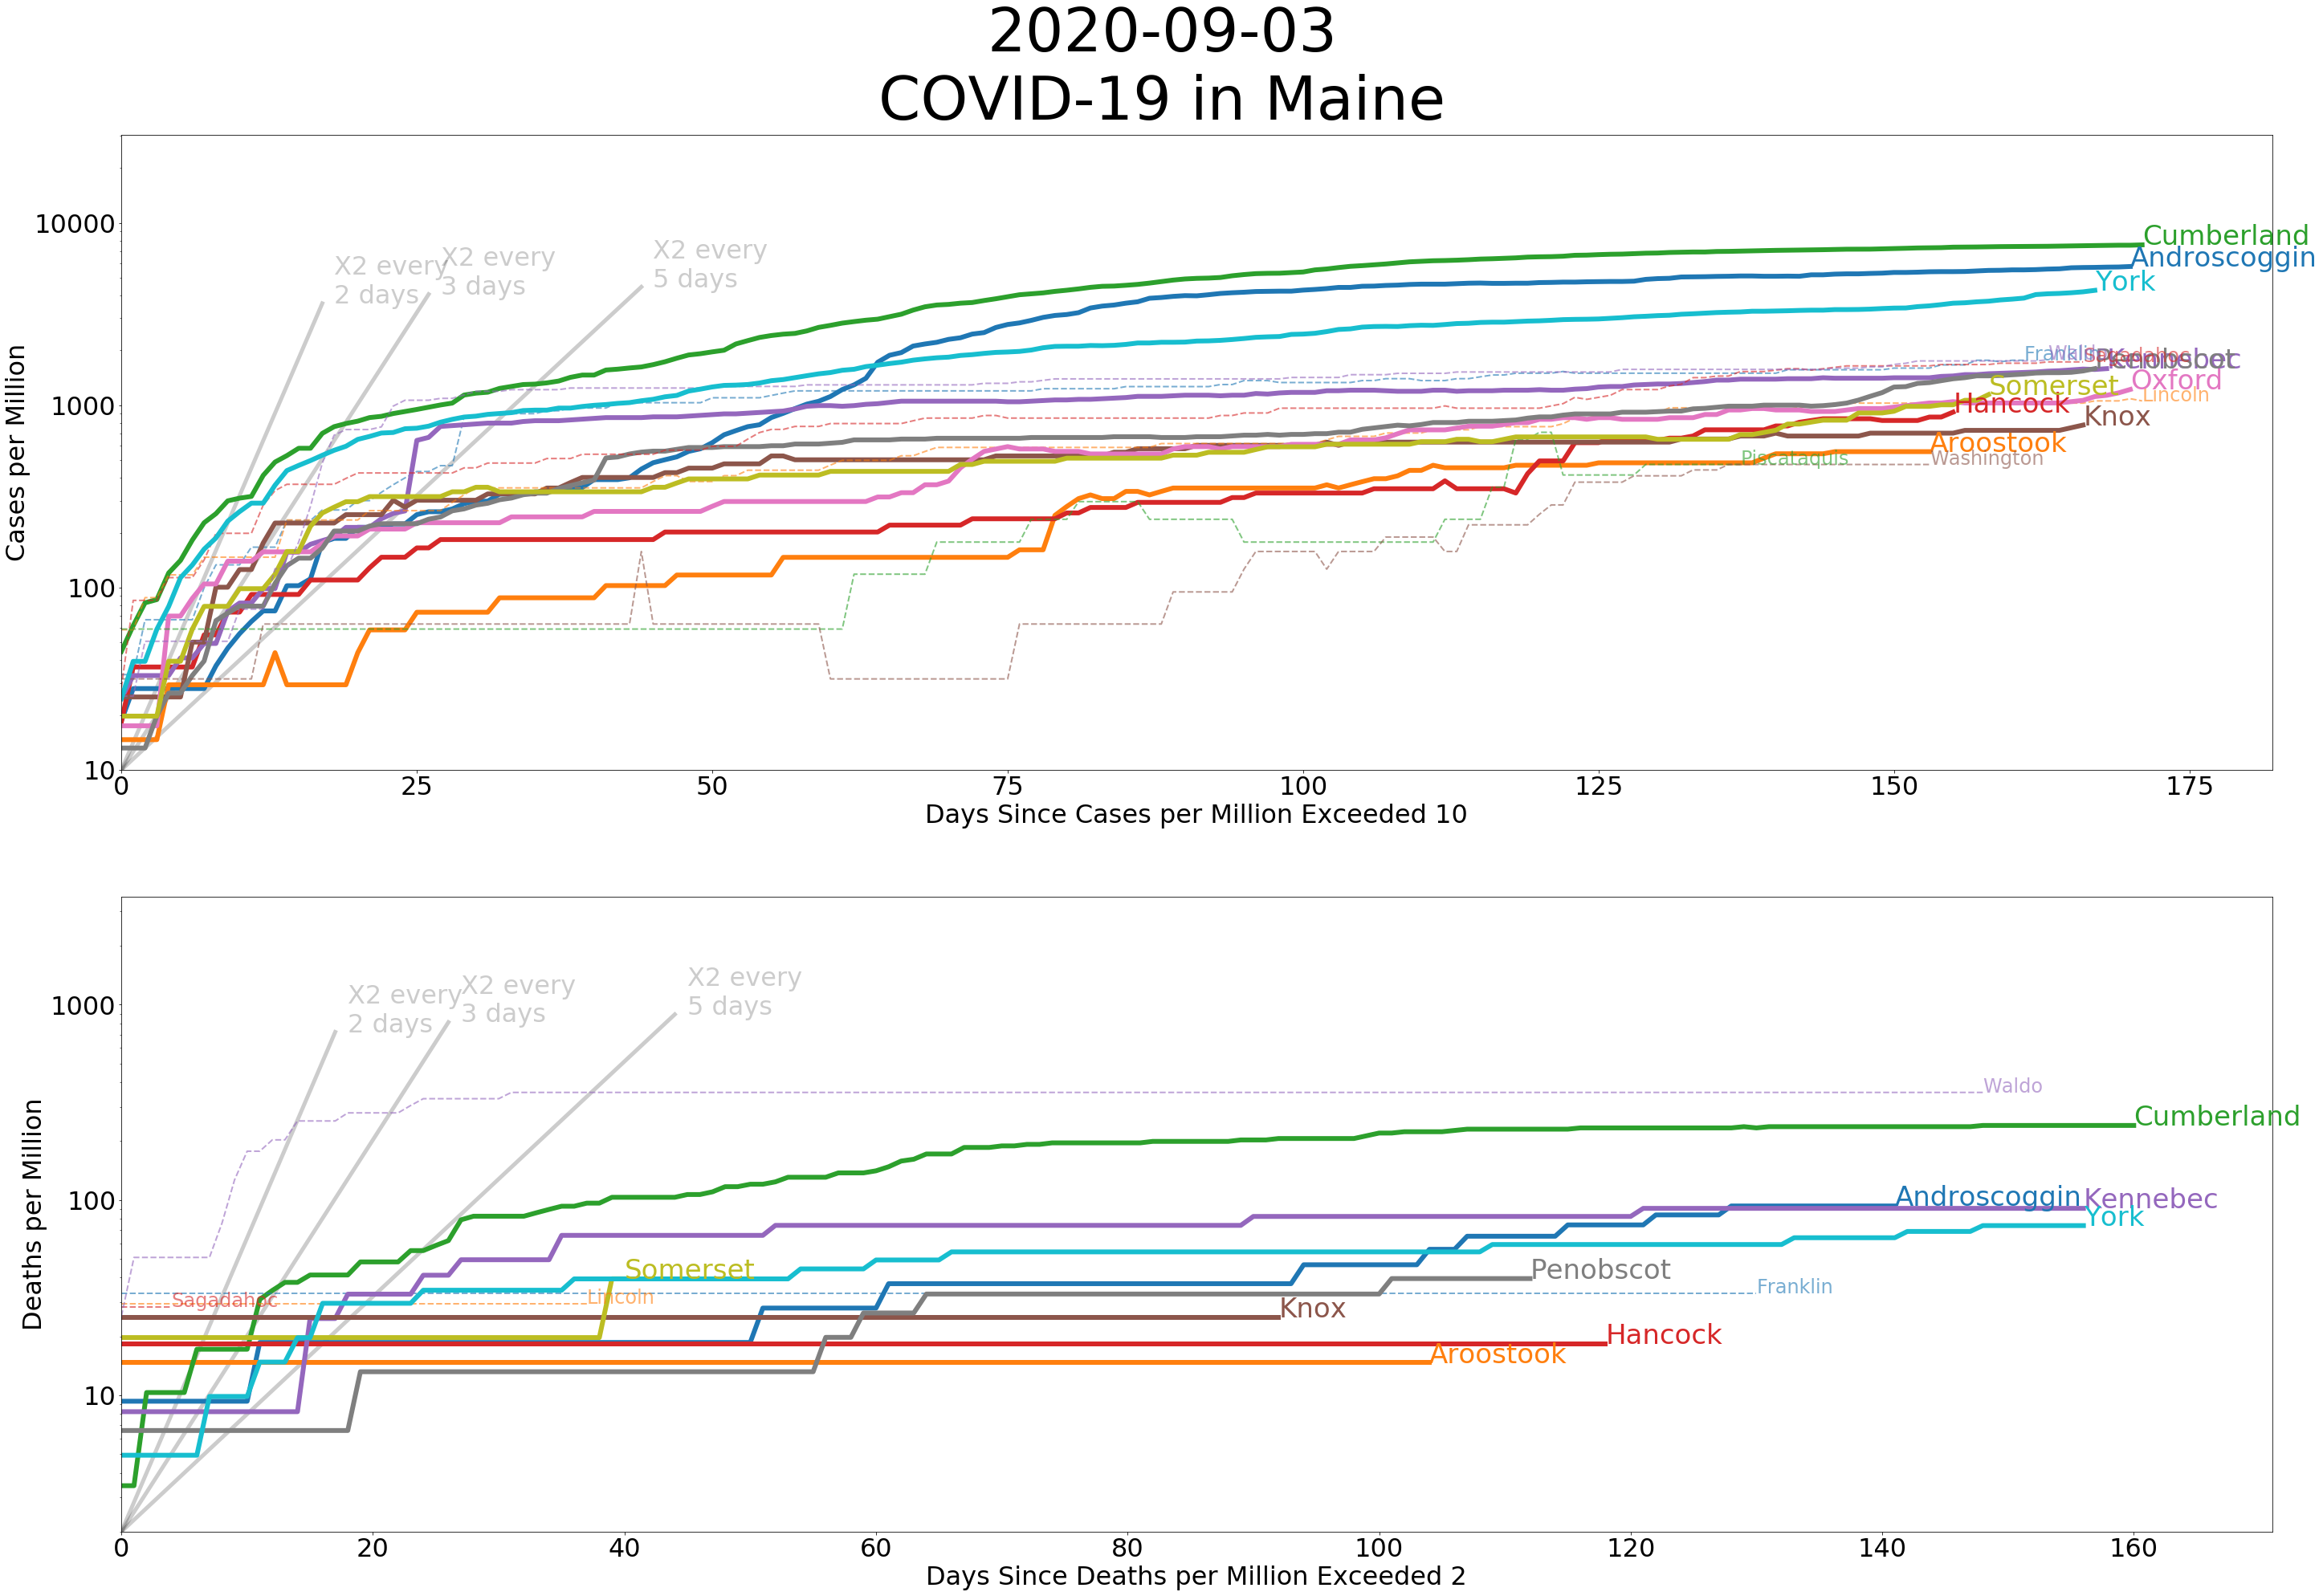 2020-09-03
COVID-19 in Maine
Cases per Million
10000
1000
100
10
X2 every
2 days
X2 every
3 days
X2 every
5 days
Cumberland
Androscoggin
York
Franklin
Waldo
Sagadahoc
Penobscot
Kennebec
Oxford
Somerset
Lincoln
Hancock
Knox
Aroostook
Piscataquis
Washington
0
25
50
75
100
125
150
175
Days Since Cases per Million Exceeded 10
Deaths per Million
1000
100
10
X2 every
2 days
X2 every
3 days
X2 every
5 days
Waldo
Cumberland
Androscoggin
Kennebec
York
Somerset
Penobscot
Franklin
Sagadahoc
Lincoln
Knox
Hancock
Aroostook
0
20
40
60
80
100
120
140
160
Days Since Deaths per Million Exceeded 2